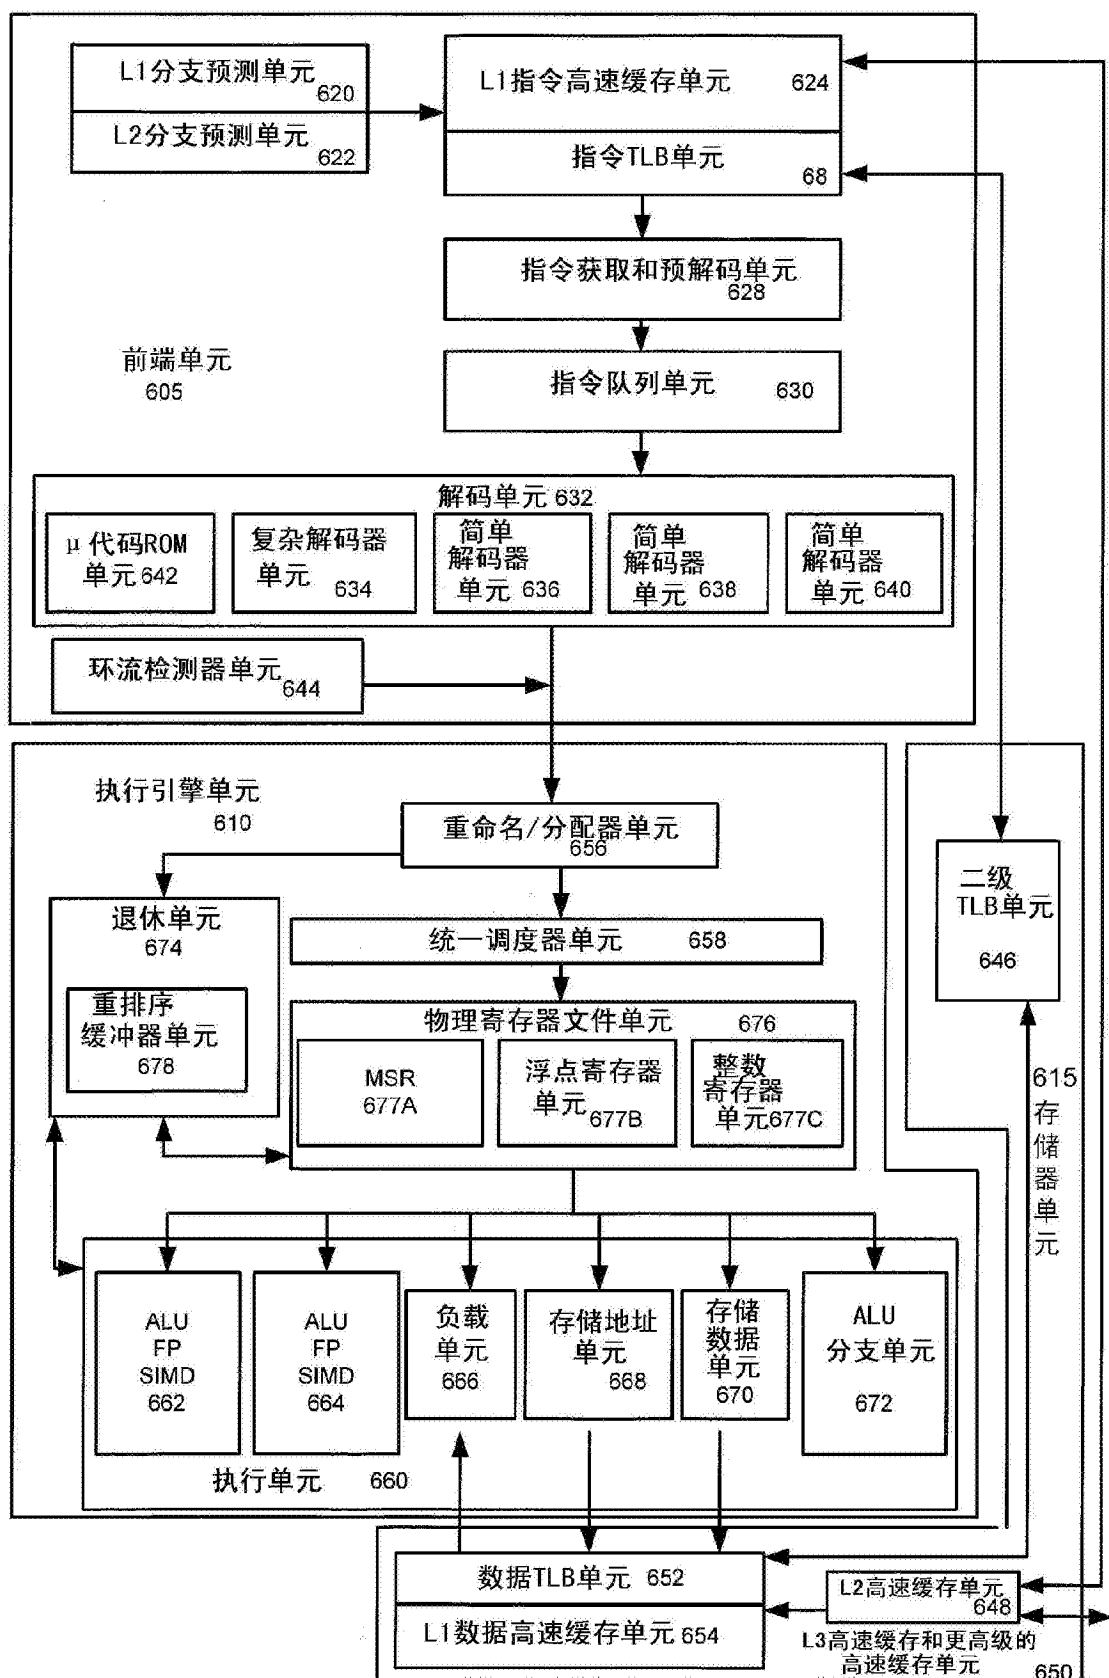 L1分支预测单元
620
L2分支预测单元
622
L1指令高速缓存单元
624
指令TLB单元
68
指令获取和预解码单元
628
前端单元
605
指令队列单元
630
解码单元 632
μ代码ROM
单元 642
复杂解码器
单元
634
简单
解码器
单元 636
简单
解码器
单元 638
简单
解码器
单元 640
环流检测器单元
644
执行引擎单元
610
重命名/分配器单元
656
退休单元
674
重排序
缓冲器单元
678
统一调度器单元
658
物理寄存器文件单元
676
MSR
677A
浮点寄存器
单元 677B
整数
寄存器
单元677C
二级
TLB单元
646
615
存
储
器
单
元
ALU
FP
SIMD
662
ALU
FP
SIMD
664
负载
单元
666
存储地址
单元
668
存储
数据
单元
670
ALU
分支单元
672
执行单元
660
数据TLB单元 652
L1数据高速缓存单元 654
L2高速缓存单元
648
L3高速缓存和更高级的
高速缓存单元
650